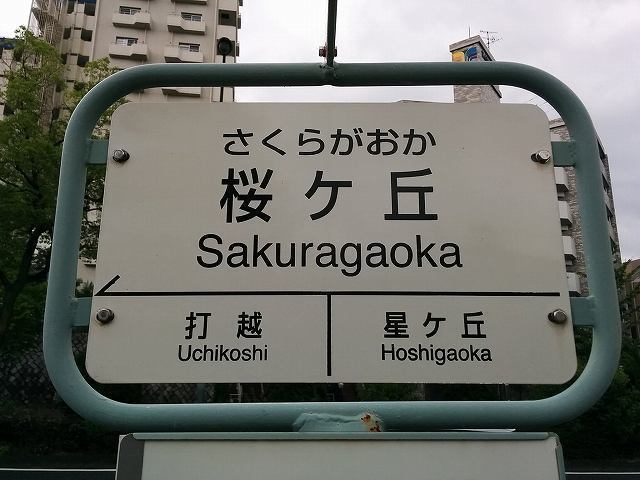 さくらがおか
桜ケ丘
Sakuragaoka
打越
Uchikoshi
星ケ丘
Hoshigaoka